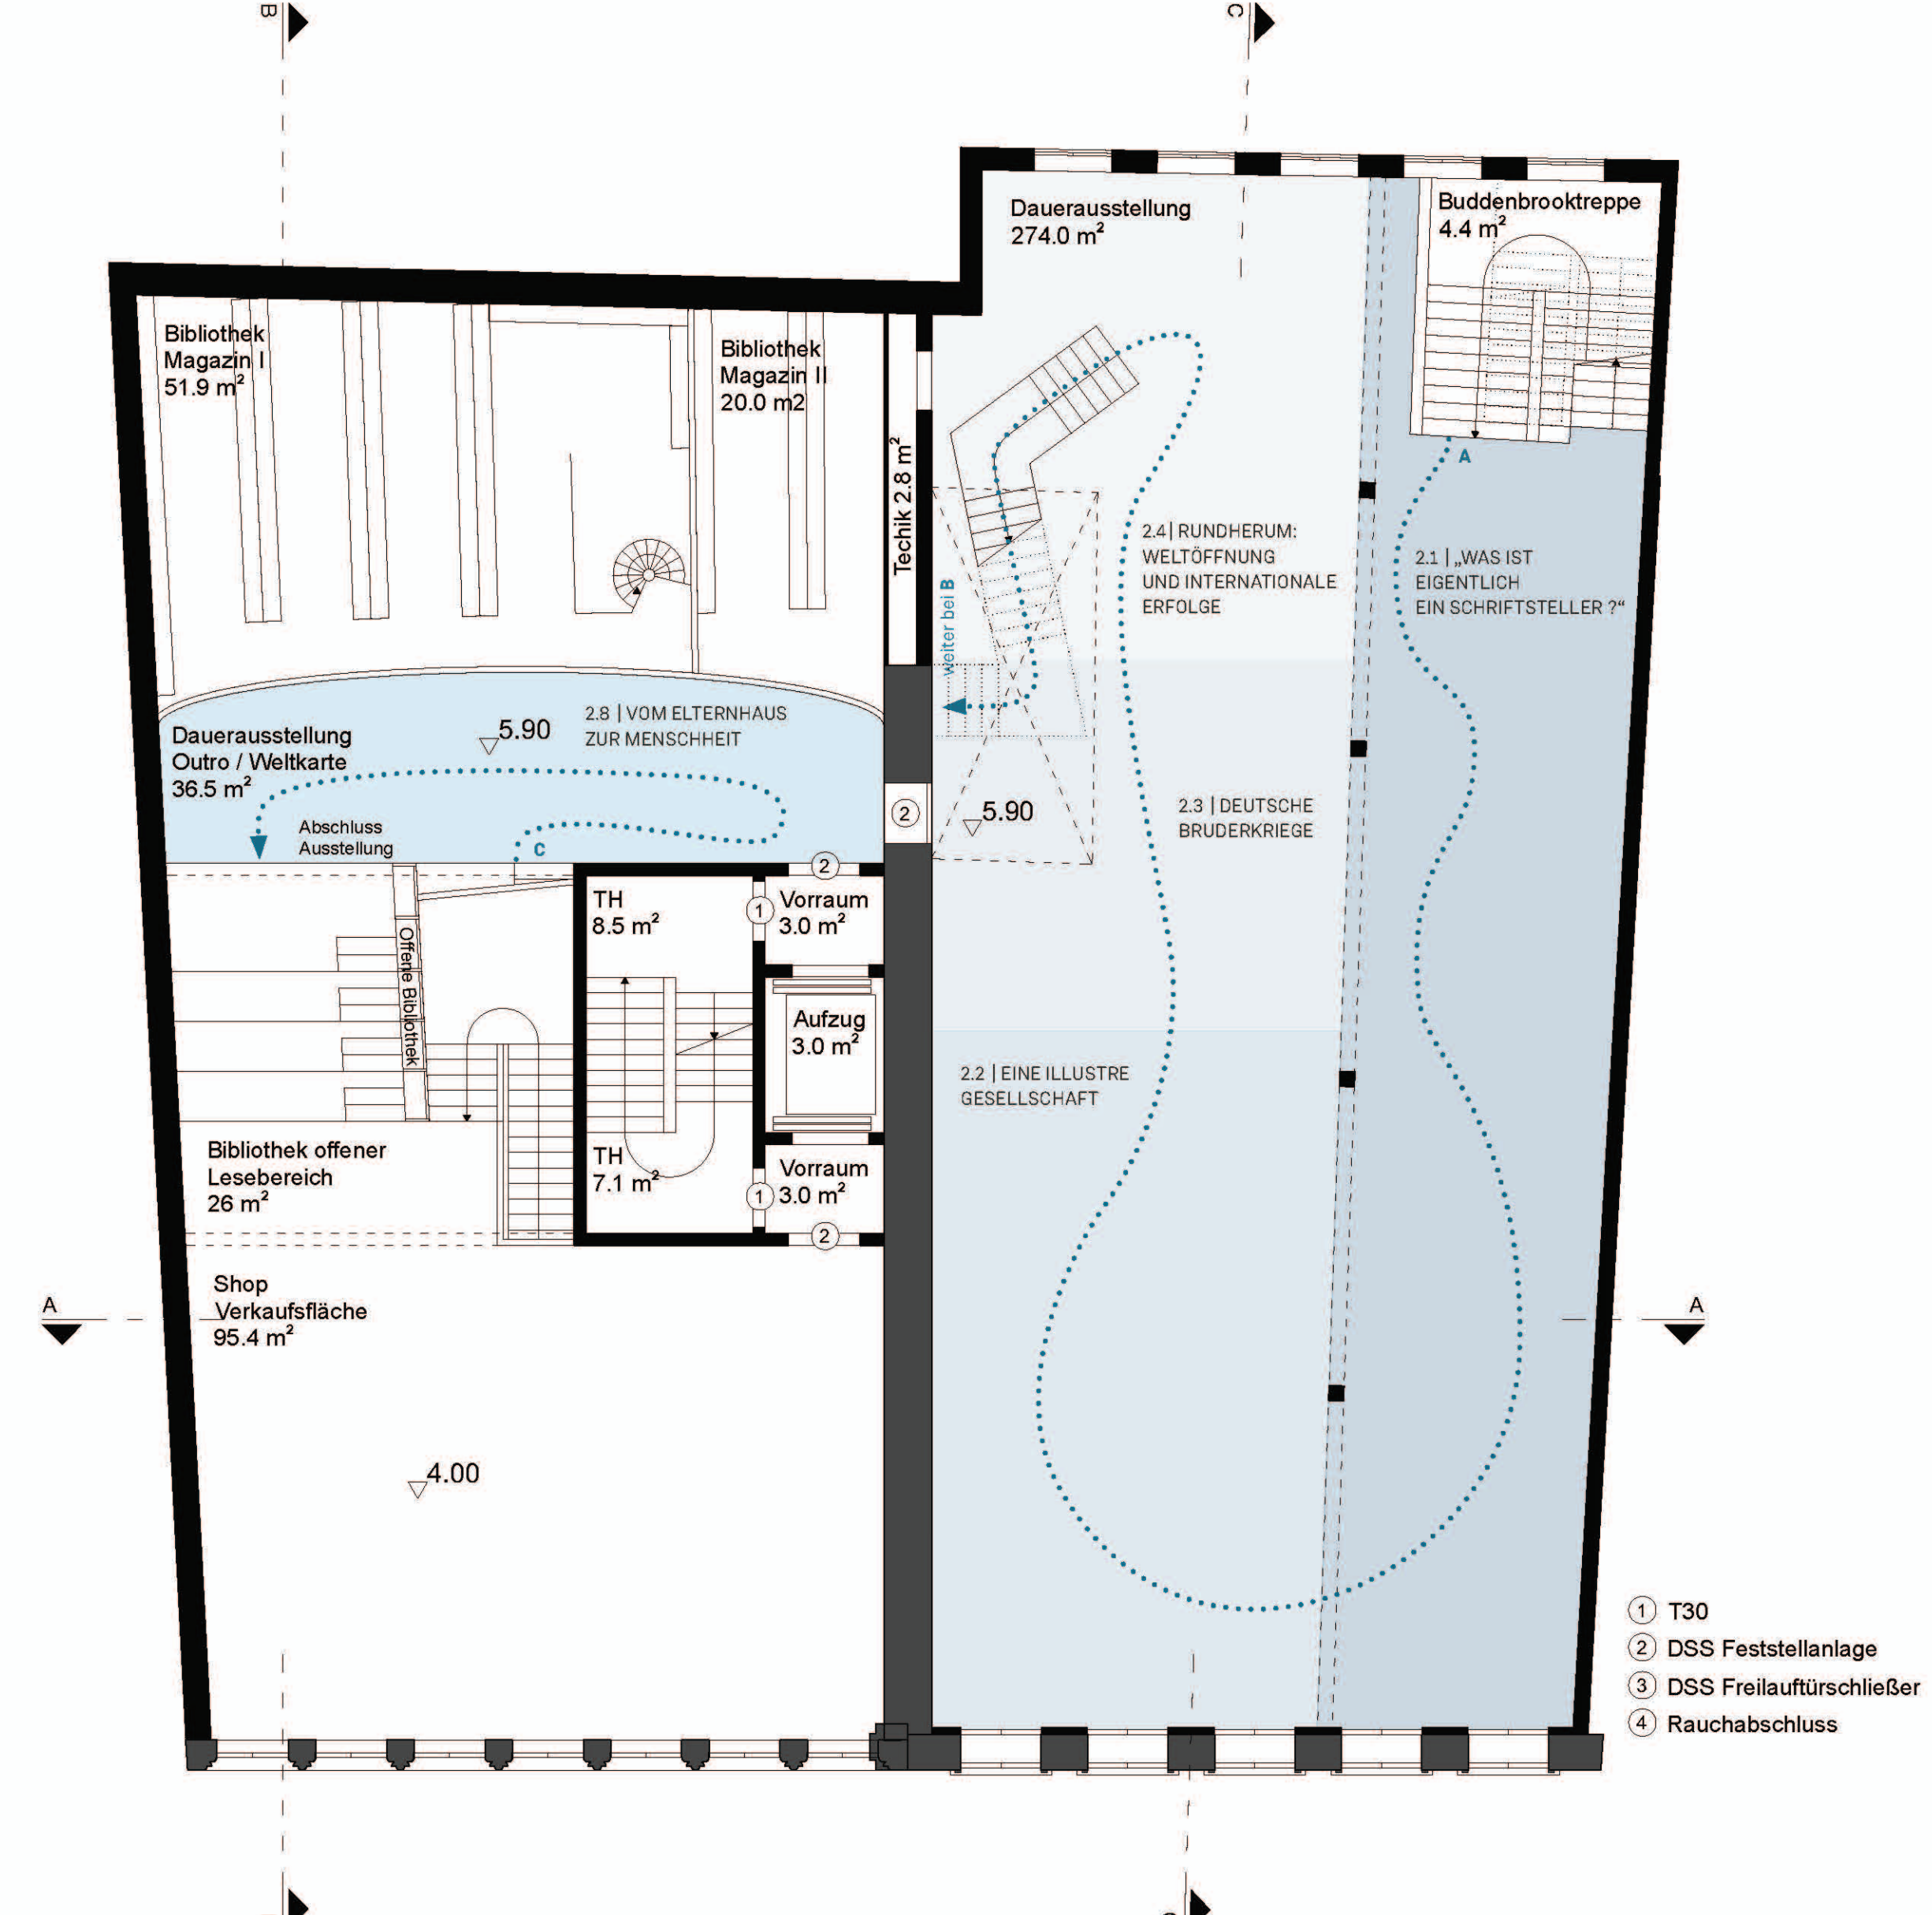 B
C
Dauerausstellung
274.0 m²
Buddenbrooktreppe
4.4 m²
Bibliothek
Magazin I
51.9 m²
Bibliothek
Magazin II
20.0 m2
Techik 2.8 m²
A
weiter bei B
2.4 | RUNDHERUM:
WELTÖFFNUNG
UND INTERNATIONALE
ERFOLGE
2.1 | „WAS IST
EIGENTLICH
EIN SCHRIFTSTELLER ?“
Dauerausstellung
Outro / Weltkarte
36.5 m²
5.90
2.8 | VOM ELTERNHAUS
ZUR MENSCHHEIT
Abschluss
Ausstellung
C
2
5.90
2.3 | DEUTSCHE
BRUDERKRIEGE
2
TH
8.5 m²
1
Vorraum
3.0 m²
Offene Bibliothek
Aufzug
3.0 m²
2.2 | EINE ILLUSTRE
GESELLSCHAFT
Bibliothek offener
Lesebereich
26 m²
TH
7.1 m²
1
Vorraum
3.0 m²
2
Shop
Verkaufsfläche
95.4 m²
A
A
4.00
1 T30
2 DSS Feststellanlage
3 DSS Freilauftürschließer
4 Rauchabschluss